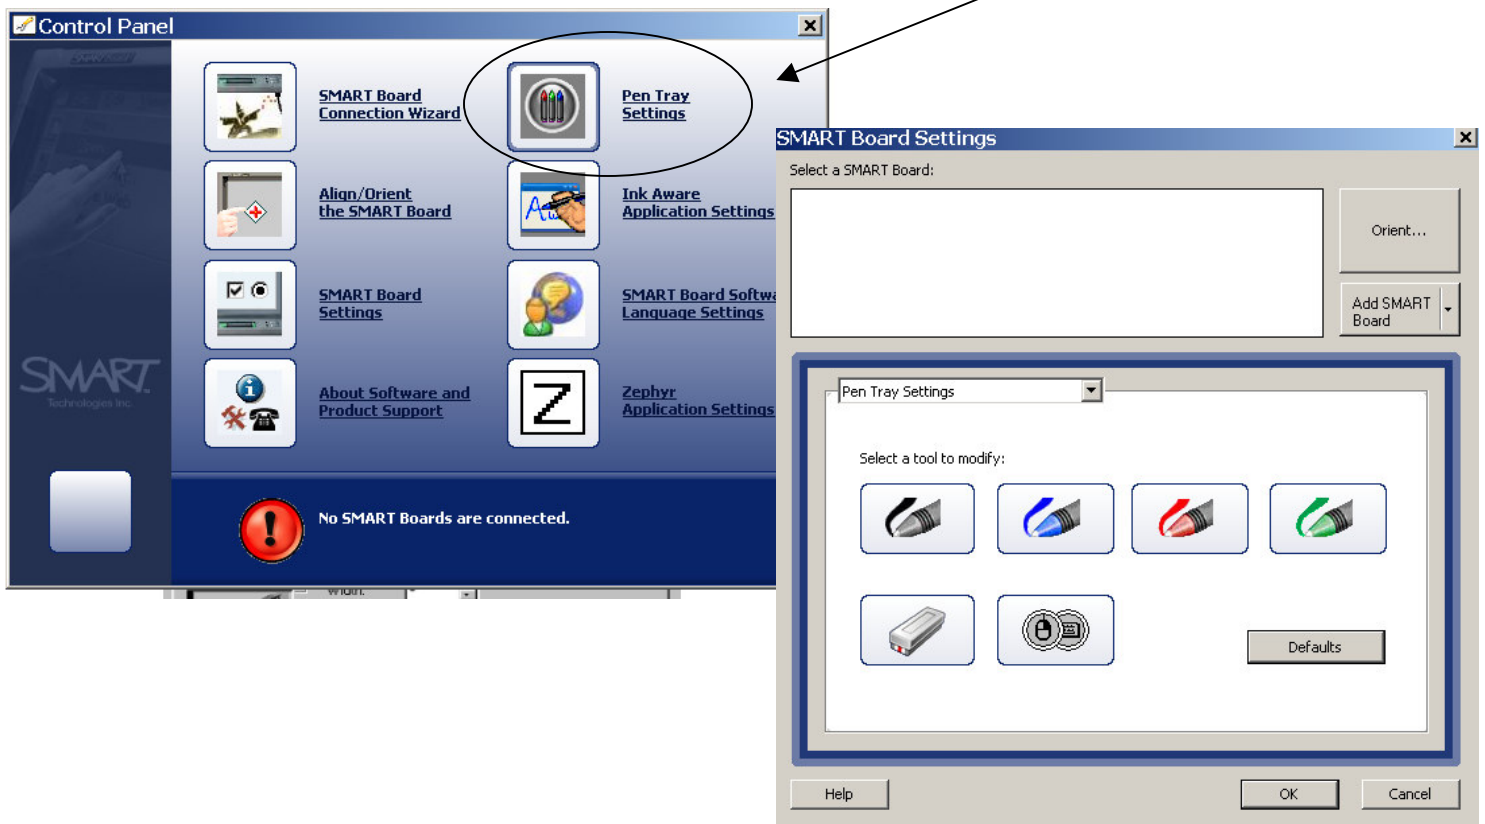 Control Panel
SMART Board
Connection Wizard
Pen Tray
Settings
Align/Orient
the SMART Board
Ink Aware
Application Settings
SMART Board
Settings
SMART Board Softwa
Language Settings
About Software and
Product Support
Z
Zephyr
Application Settings
SMART
Technologies Inc.
No SMART Boards are connected.
Width:
SMART Board Settings
Select a SMART Board:
Orient...
Add SMART
Board
Pen Tray Settings
Select a tool to modify:
Defaults
Help
OK
Cancel